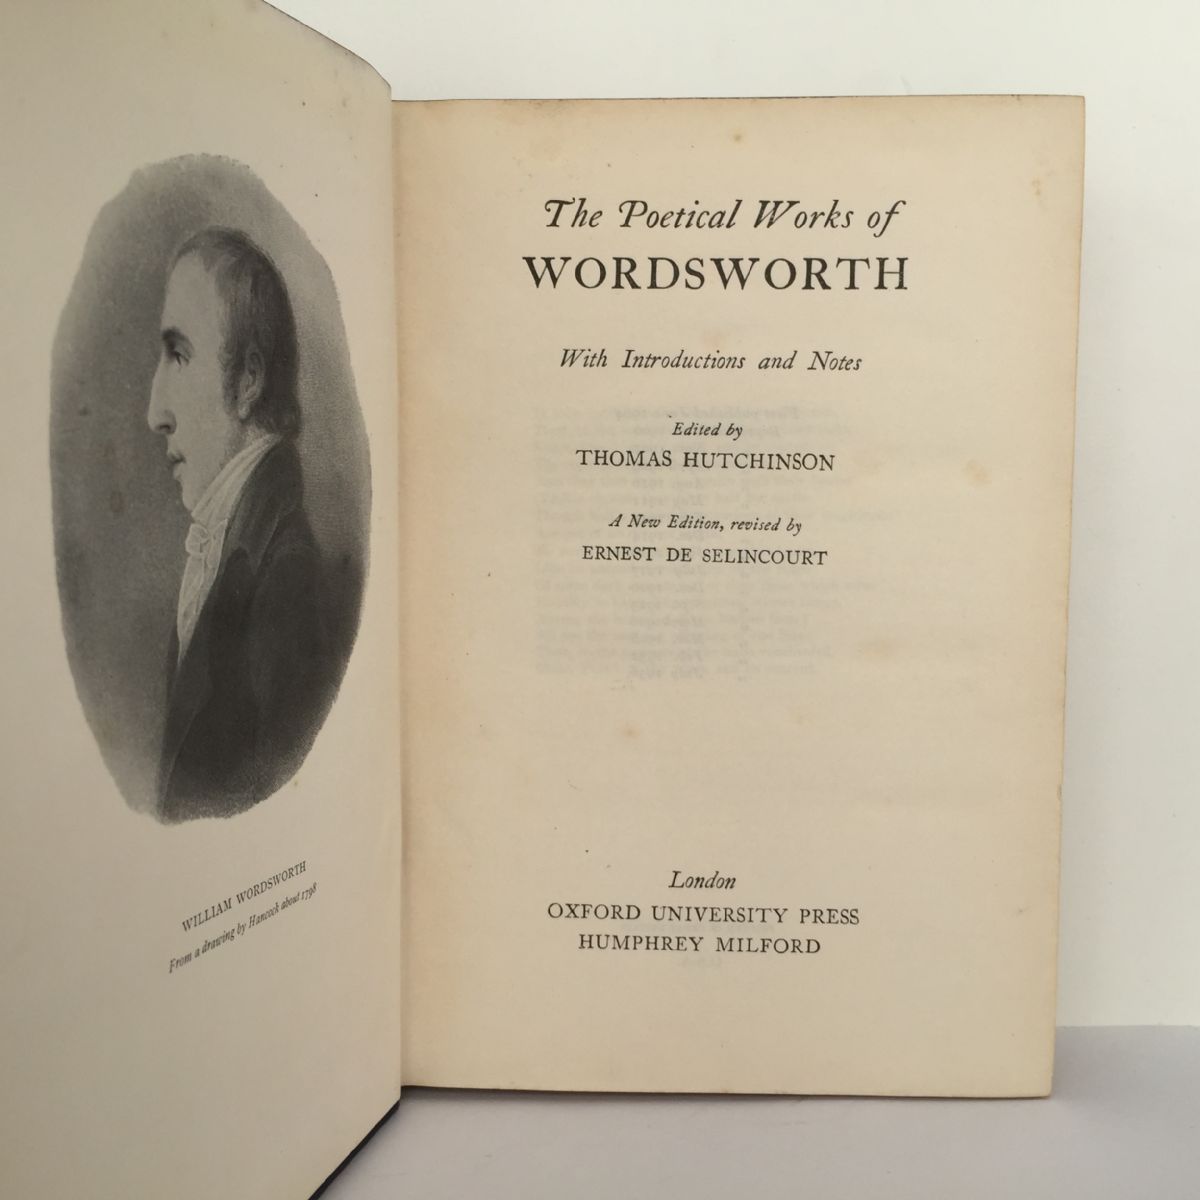 WILLIAM WORDSWORTH
From a drawing by Hancock about 1798
The Poetical Works of
WORDSWORTH
With Introductions and Notes
Edited by
THOMAS HUTCHINSON
A New Edition, revised by
ERNEST DE SELINCOURT
London
OXFORD UNIVERSITY PRESS
HUMPHREY MILFORD